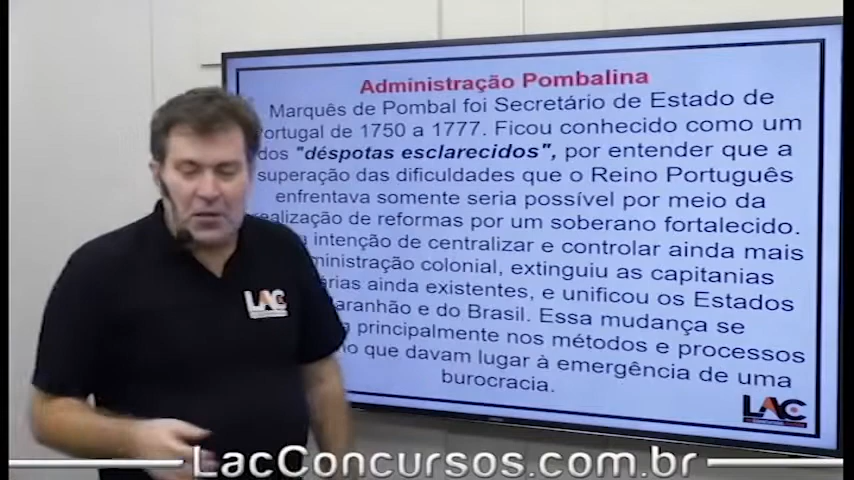 Administração Pombalina
Marquês de Pombal foi Secretário de Estado de
Portugal de 1750 a 1777. Ficou conhecido como um
dos "déspotas esclarecidos", por entender que a
superação das dificuldades que o Reino Português
enfrentava somente seria possível por meio da
realização de reformas por um soberano fortalecido.
intenção de centralizar e controlar ainda mais
administração colonial, extinguiu as capitanias
ainda existentes, e unificou os Estados
Maranhão e do Brasil. Essa mudança se
principalmente nos métodos e processos
que davam lugar à emergência de uma
burocracia.
LAC
LAC
LacConcursos.com.br